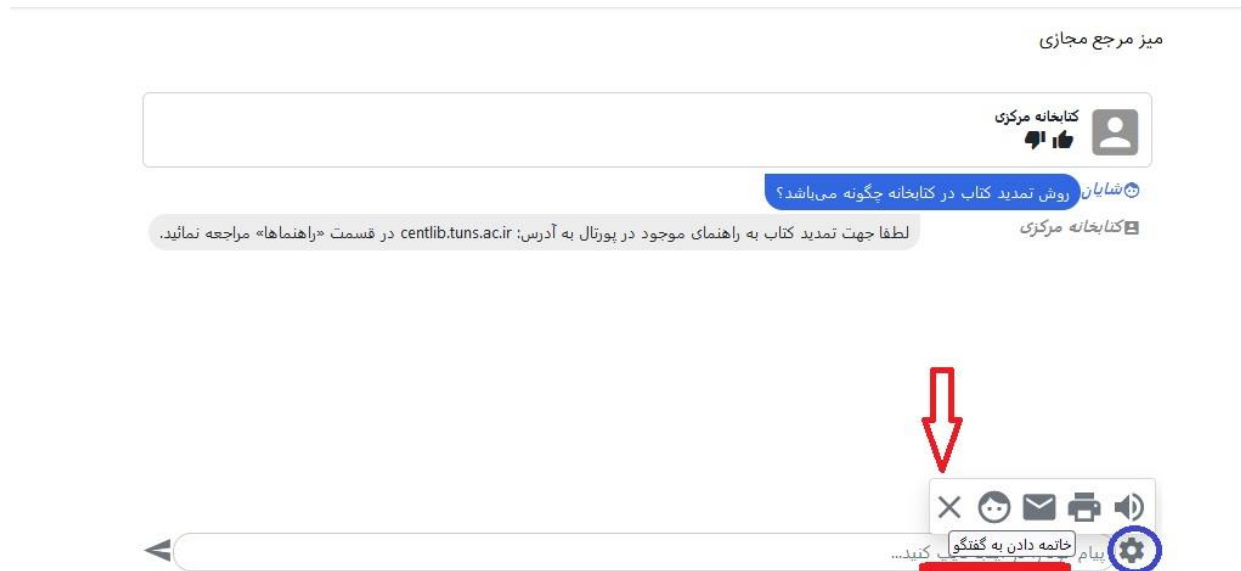 میز مرجع مجازی
کتابخانه مرکزی
شایان
روش تمدید کتاب در کتابخانه چگونه می‌باشد؟
کتابخانه مرکزی
لطفا جهت تمدید کتاب به راهنمای موجود در پورتال به آدرس: centlib.tuns.ac.ir در قسمت «راهنماها» مراجعه نمائید.
خاتمه دادن به گفتگو
پیام کنید...